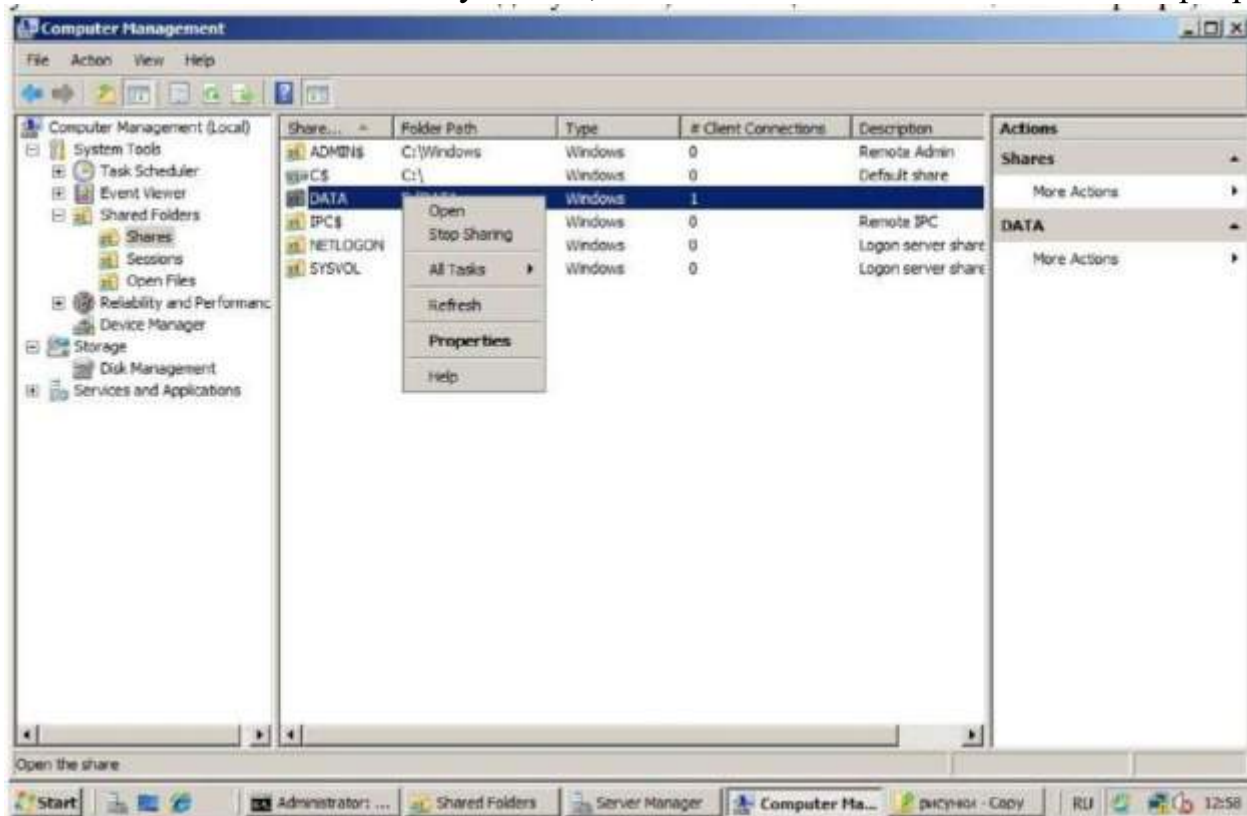 Computer Management
File Action View Help
Computer Management (Local)
System Tools
Task Scheduler
Event Viewer
Shared Folders
Shares
Sessions
Open Files
Reliability and Performanc
Device Manager
Storage
Disk Management
Services and Applications
Share... Folder Path Type # Client Connections Description
ADMIN$ C:\Windows Windows 0 Remote Admin
C$ C:\ Windows 0 Default share
DATA Windows 1
IPC$ Windows 0 Remote IPC
NETLOGON Windows 0 Logon server share
SYSVOL Windows 0 Logon server share
Open
Stop Sharing
All Tasks
Refresh
Properties
Help
Actions
Shares
More Actions
DATA
More Actions
Open the share
Start Administrator: ... Shared Folders Server Manager Computer Ma... рисунки - Copy RU 12:58